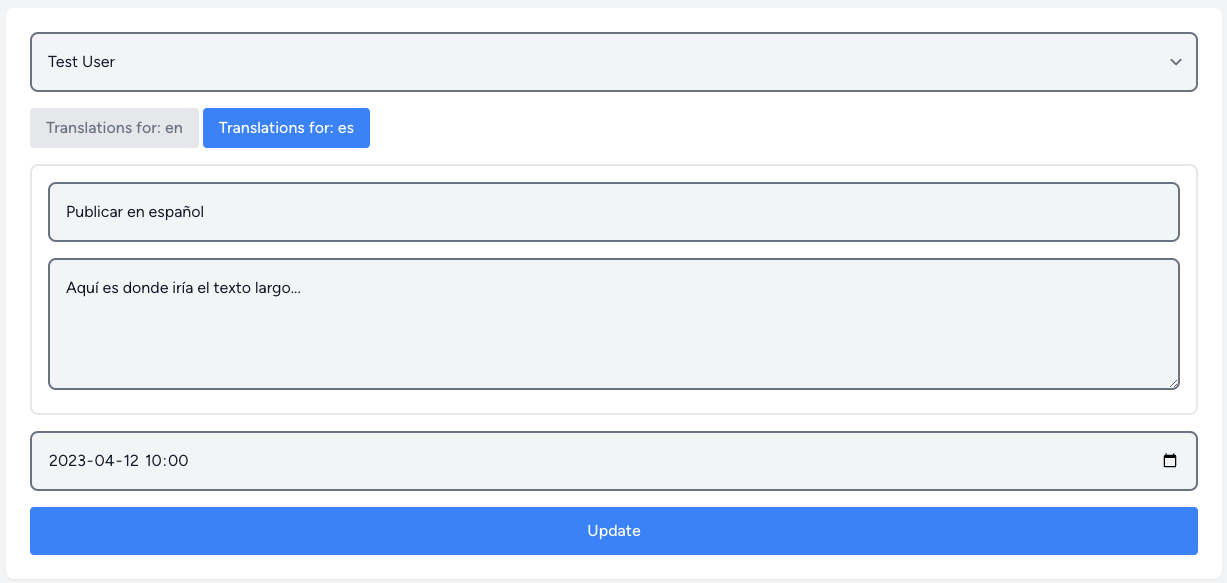 Test User
Translations for: en Translations for: es
Publicar en español
Aquí es donde iría el texto largo...
2023-04-12 10:00
Update